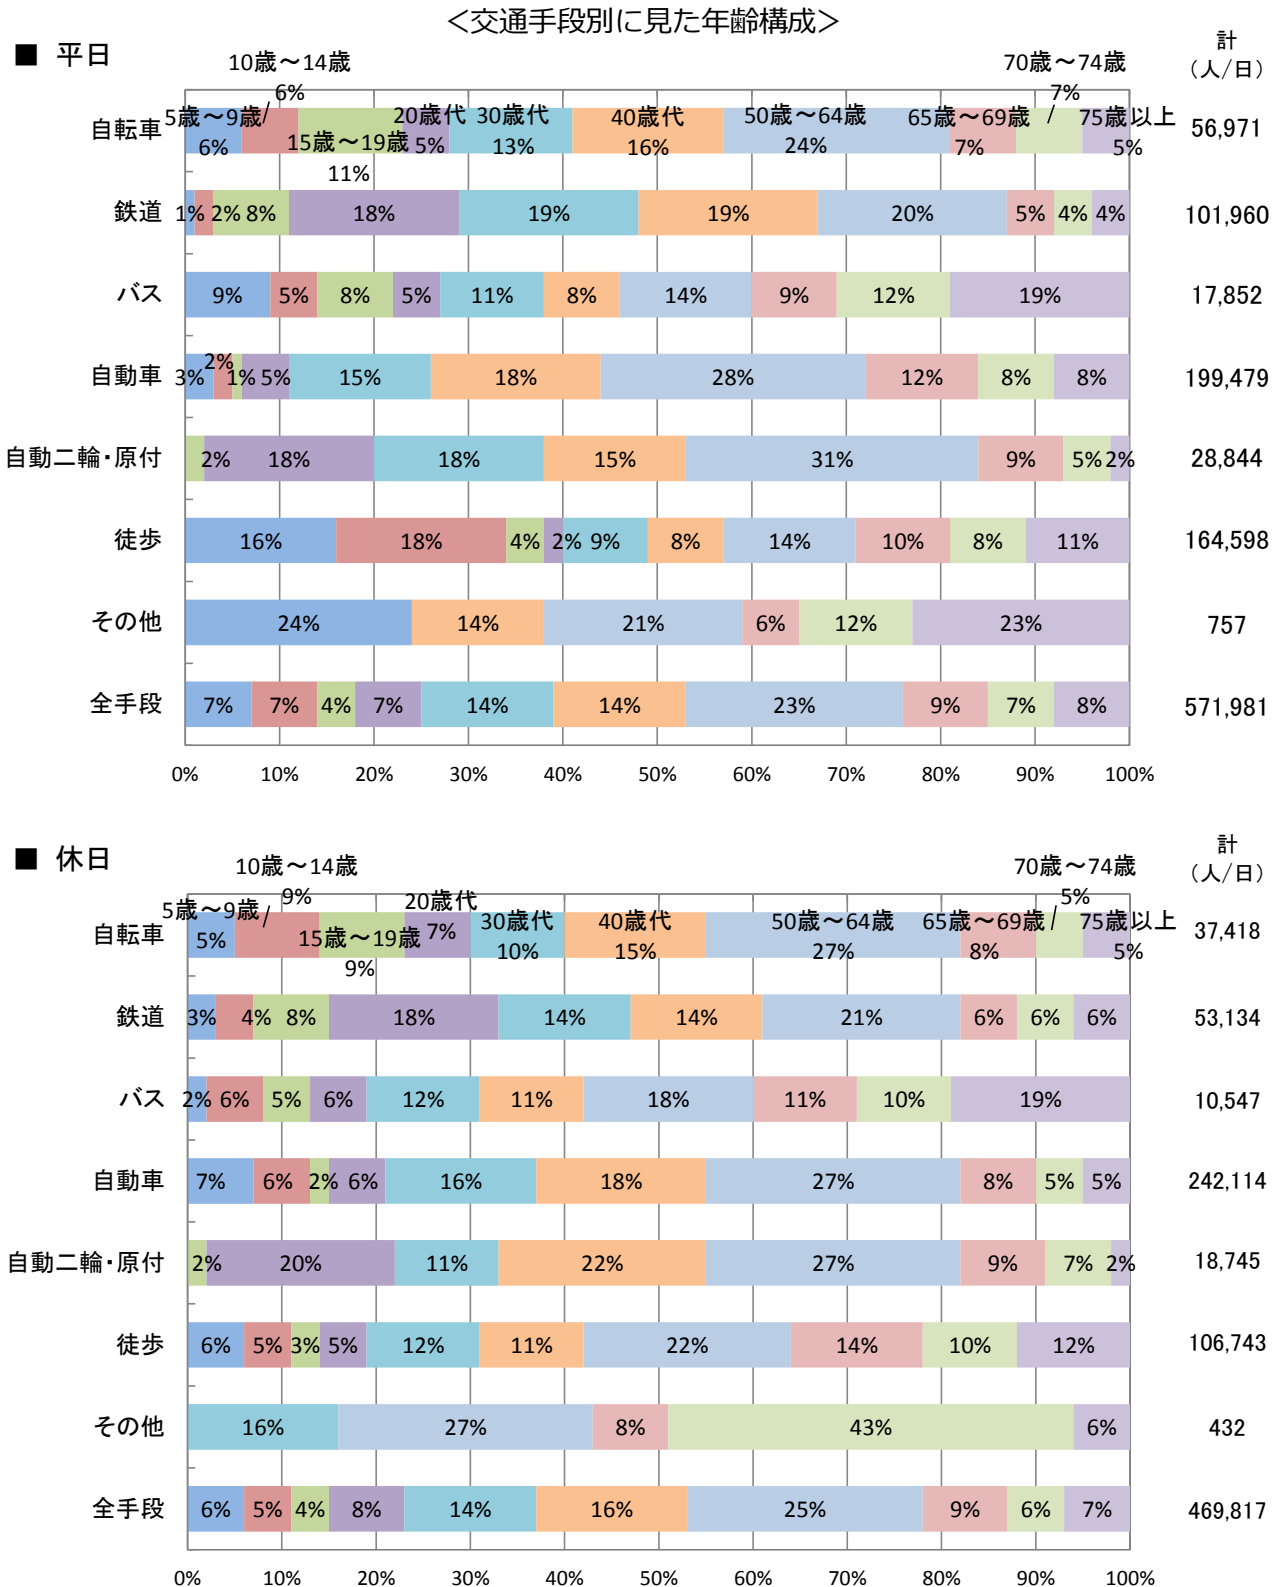 ＜交通手段別に見た年齢構成＞
■ 平日
計
（人/日）
10歳～14歳
6%
70歳～74歳
7%
自転車
5歳～9歳
6%
15歳～19歳
11%
20歳代
5%
30歳代
13%
40歳代
16%
50歳～64歳
24%
65歳～69歳
7%
75歳以上
5%
56,971
鉄道 1% 2% 8% 18% 19% 19% 20% 5% 4% 4% 101,960
バス 9% 5% 8% 5% 11% 8% 14% 9% 12% 19% 17,852
自動車 3% 2% 1% 5% 15% 18% 28% 12% 8% 8% 199,479
自動二輪・原付 2% 18% 18% 15% 31% 9% 5% 2% 28,844
徒歩 16% 18% 4% 2% 9% 8% 14% 10% 8% 11% 164,598
その他 24% 14% 21% 6% 12% 23% 757
全手段 7% 7% 4% 7% 14% 14% 23% 9% 7% 8% 571,981
0% 10% 20% 30% 40% 50% 60% 70% 80% 90% 100%
■ 休日
計
（人/日）
10歳～14歳
9%
70歳～74歳
5%
自転車
5歳～9歳
5%
15歳～19歳
9%
20歳代
7%
30歳代
10%
40歳代
15%
50歳～64歳
27%
65歳～69歳
8%
75歳以上
5%
37,418
鉄道 3% 4% 8% 18% 14% 14% 21% 6% 6% 6% 53,134
バス 2% 6% 5% 6% 12% 11% 18% 11% 10% 19% 10,547
自動車 7% 6% 2% 6% 16% 18% 27% 8% 5% 5% 242,114
自動二輪・原付 2% 20% 11% 22% 27% 9% 7% 2% 18,745
徒歩 6% 5% 3% 5% 12% 11% 22% 14% 10% 12% 106,743
その他 16% 27% 8% 43% 6% 432
全手段 6% 5% 4% 8% 14% 16% 25% 9% 6% 7% 469,817
0% 10% 20% 30% 40% 50% 60% 70% 80% 90% 100%